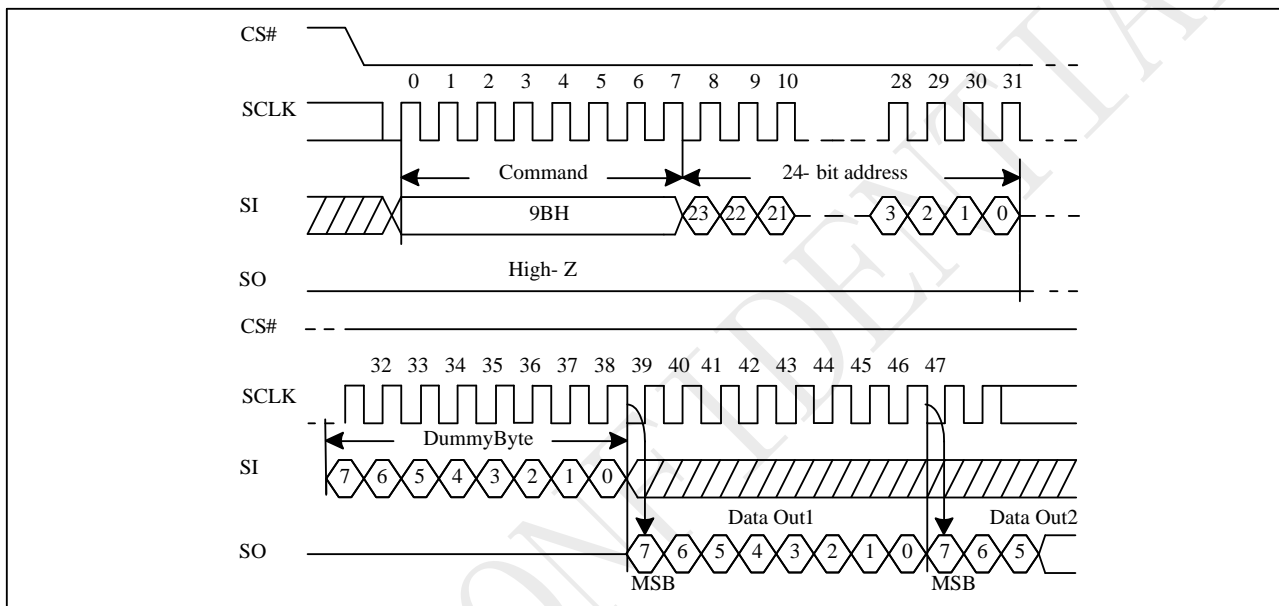 CS#
0 1 2 3 4 5 6 7 8 9 10 28 29 30 31
SCLK
Command 24- bit address
SI 9BH 23 22 21 3 2 1 0
High- Z
SO
CS#
32 33 34 35 36 37 38 39 40 41 42 43 44 45 46 47
SCLK
DummyByte
SI 7 6 5 4 3 2 1 0
Data Out1 Data Out2
SO 7 6 5 4 3 2 1 0 7 6 5
MSB MSB